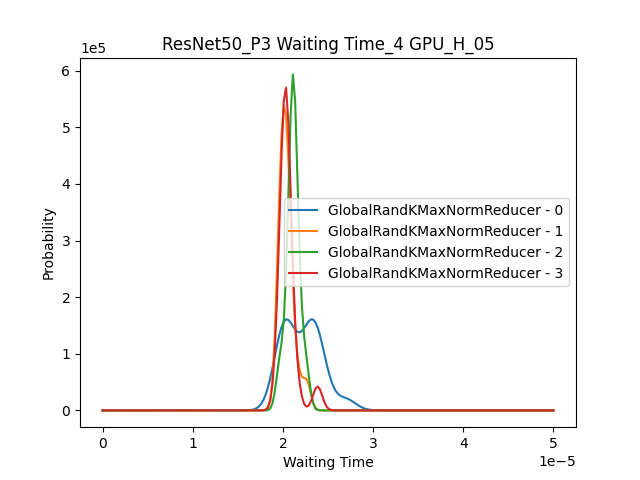 ResNet50_P3 Waiting Time_4 GPU_H_05
1e5
6
5
4
3
2
1
0
Probability
GlobalRandKMaxNormReducer - 0
GlobalRandKMaxNormReducer - 1
GlobalRandKMaxNormReducer - 2
GlobalRandKMaxNormReducer - 3
0 1 2 3 4 5
1e−5
Waiting Time